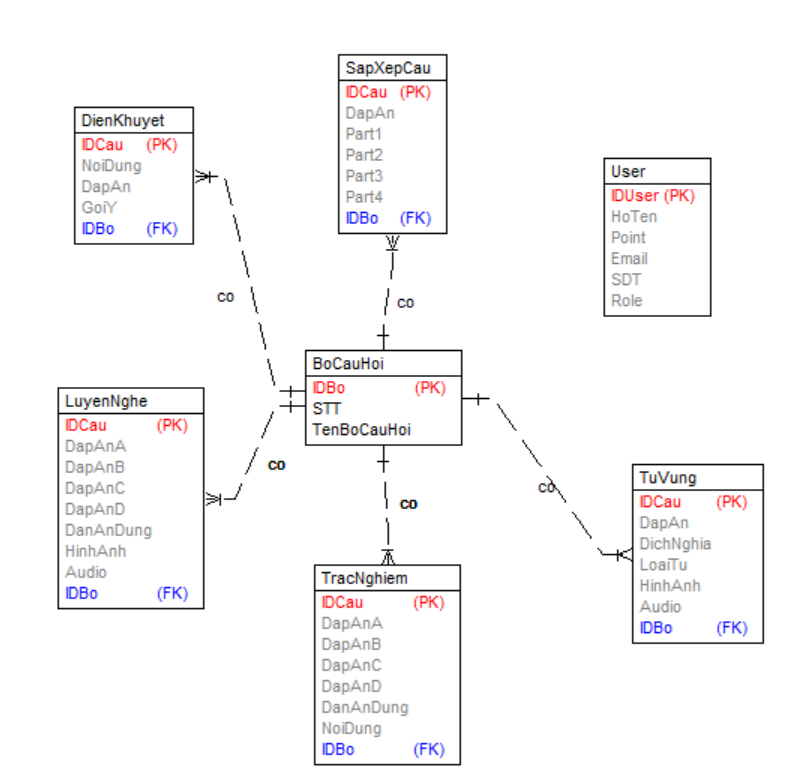 SapXepCau
IDCau (PK)
DapAn
Part1
Part2
Part3
Part4
IDBo (FK)
DienKhuyet
IDCau (PK)
NoiDung
DapAn
GoiY
IDBo (FK)
User
IDUser (PK)
HoTen
Point
Email
SDT
Role
co
co
BoCauHoi
IDBo (PK)
STT
TenBoCauHoi
LuyenNghe
IDCau (PK)
DapAnA
DapAnB
DapAnC
DapAnD
DanAnDung
HinhAnh
Audio
IDBo (FK)
co
co
co
TuVung
IDCau (PK)
DapAn
DichNghia
LoaiTu
HinhAnh
Audio
IDBo (FK)
TracNghiem
IDCau (PK)
DapAnA
DapAnB
DapAnC
DapAnD
DanAnDung
NoiDung
IDBo (FK)